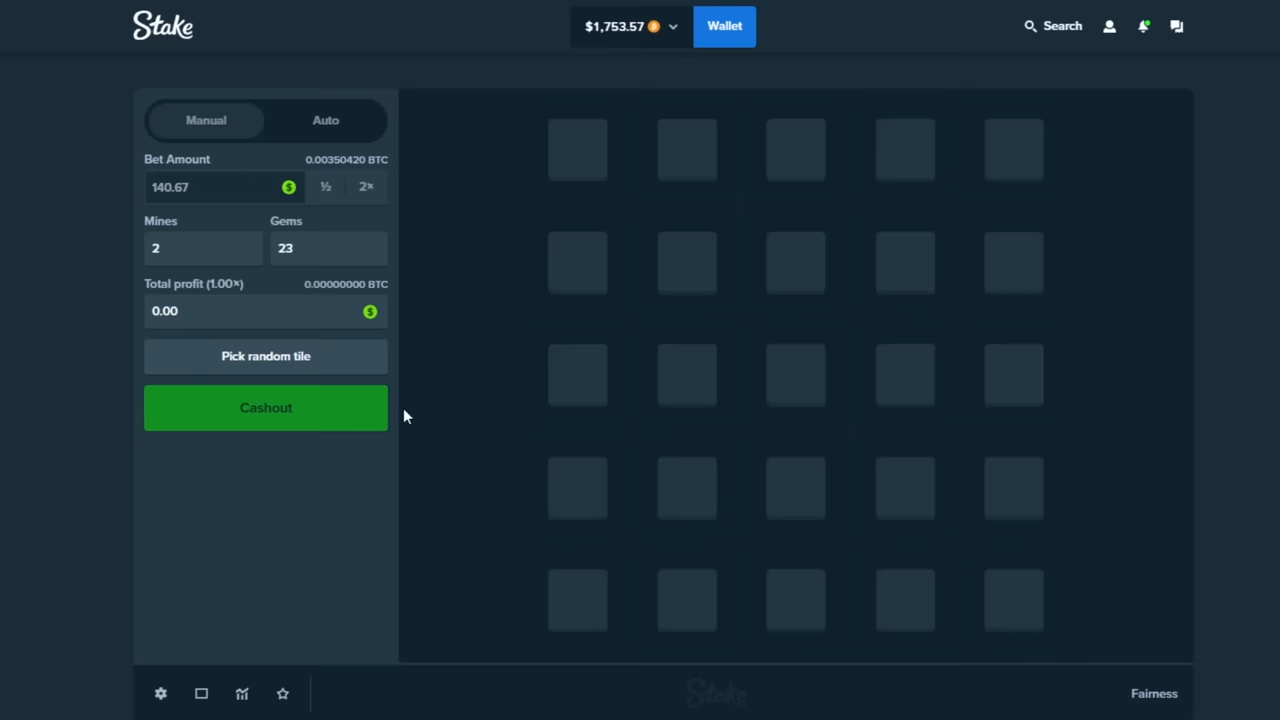 Stake
$1,753.57
Wallet
Search
Manual
Auto
Bet Amount
0.00350420 BTC
140.67
$
½
2×
Mines
Gems
2
23
Total profit (1.00×)
0.00000000 BTC
0.00
$
Pick random tile
Cashout
Stake
Fairness